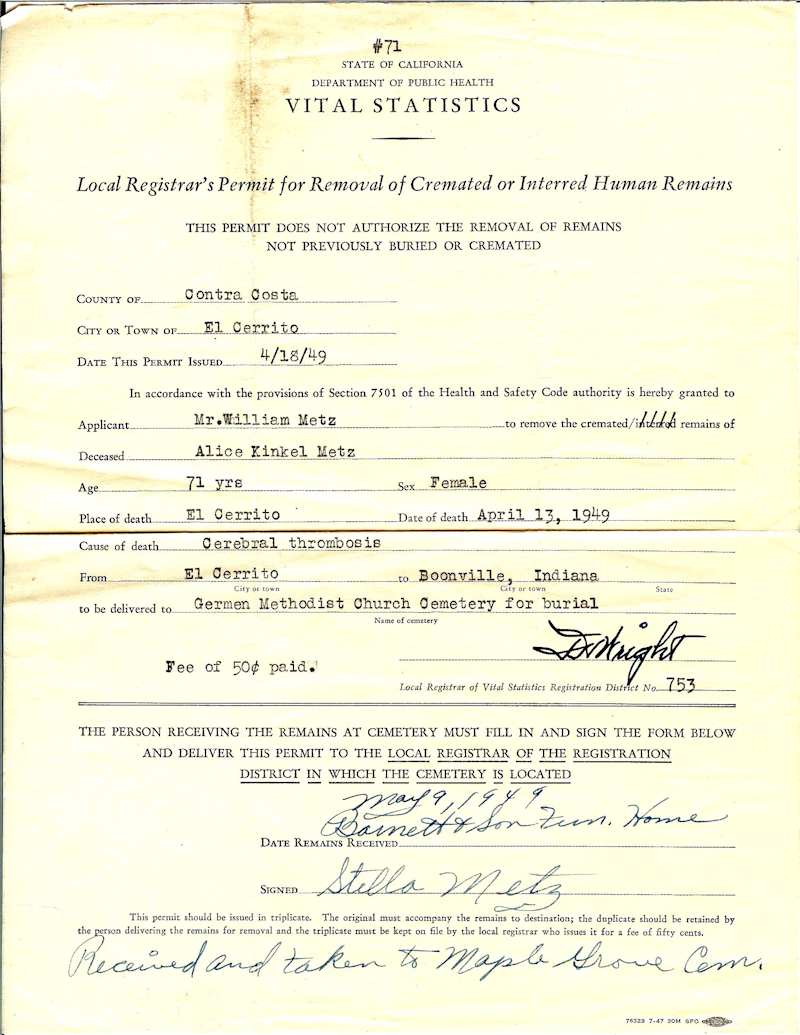 #71
STATE OF CALIFORNIA
DEPARTMENT OF PUBLIC HEALTH
VITAL STATISTICS
Local Registrar's Permit for Removal of Cremated or Interred Human Remains
THIS PERMIT DOES NOT AUTHORIZE THE REMOVAL OF REMAINS
NOT PREVIOUSLY BURIED OR CREMATED
COUNTY OF Contra Costa
CITY OR TOWN OF El Cerrito
DATE THIS PERMIT ISSUED 4/18/49
In accordance with the provisions of Section 7501 of the Health and Safety Code authority is hereby granted to
Applicant Mr.William Metz to remove the cremated/interred remains of
Deceased Alice Kinkel Metz
Age 71 yrs Sex Female
Place of death El Cerrito Date of death April 13, 1949
Cause of death Cerebral thrombosis
From El Cerrito to Boonville, Indiana
City or town City or town State
to be delivered to Germen Methodist Church Cemetery for burial
Name of cemetery
D Wright
Fee of 50¢ paid.
Local Registrar of Vital Statistics Registration District No. 753
THE PERSON RECEIVING THE REMAINS AT CEMETERY MUST FILL IN AND SIGN THE FORM BELOW
AND DELIVER THIS PERMIT TO THE LOCAL REGISTRAR OF THE REGISTRATION
DISTRICT IN WHICH THE CEMETERY IS LOCATED
May 9, 1949
Barnett & Son Fun. Home
DATE REMAINS RECEIVED
SIGNED Stella Metz
This permit should be issued in triplicate. The original must accompany the remains to destination; the duplicate should be retained by
the person delivering the remains for removal and the triplicate must be kept on file by the local registrar who issues it for a fee of fifty cents.
Received and taken to Maple Grove Cem.
76329 7-47 20M SPO